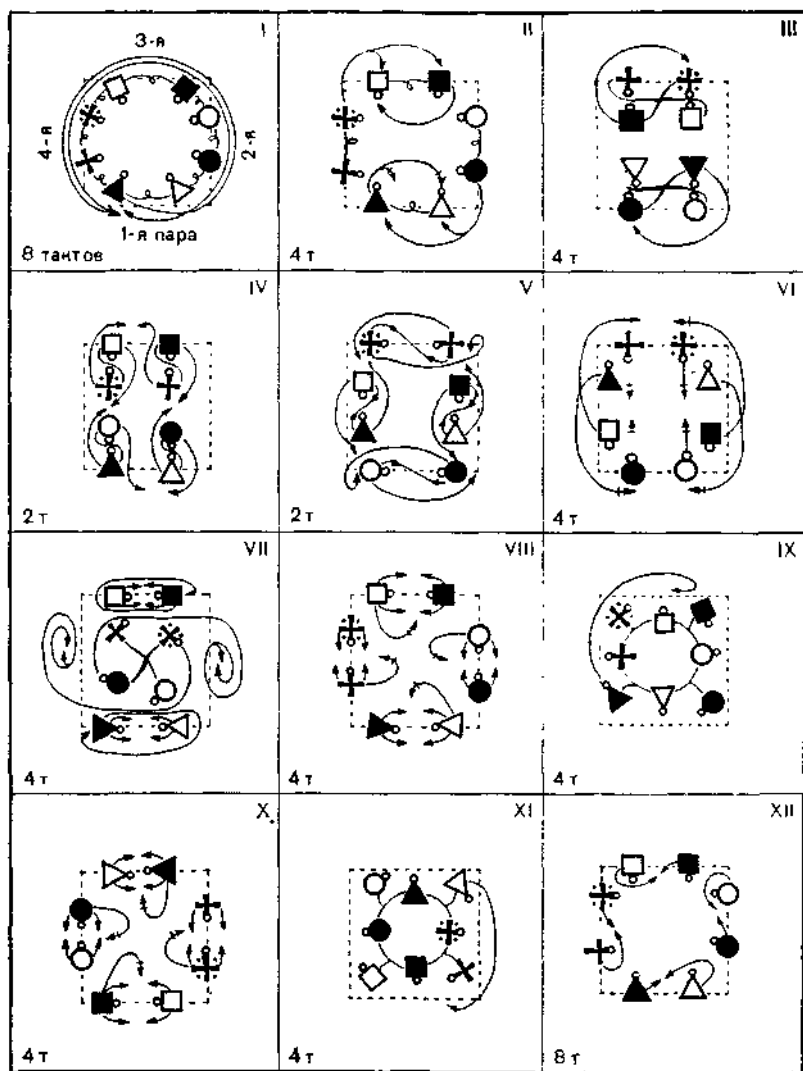 I
3-я
4-я
2-я
1-я пара
8 тантов
II
4 т
III
4 т
IV
2 т
V
2 т
VI
4 т
VII
4 т
VIII
4 т
IX
4 т
X
4 т
XI
4 т
XII
8 т